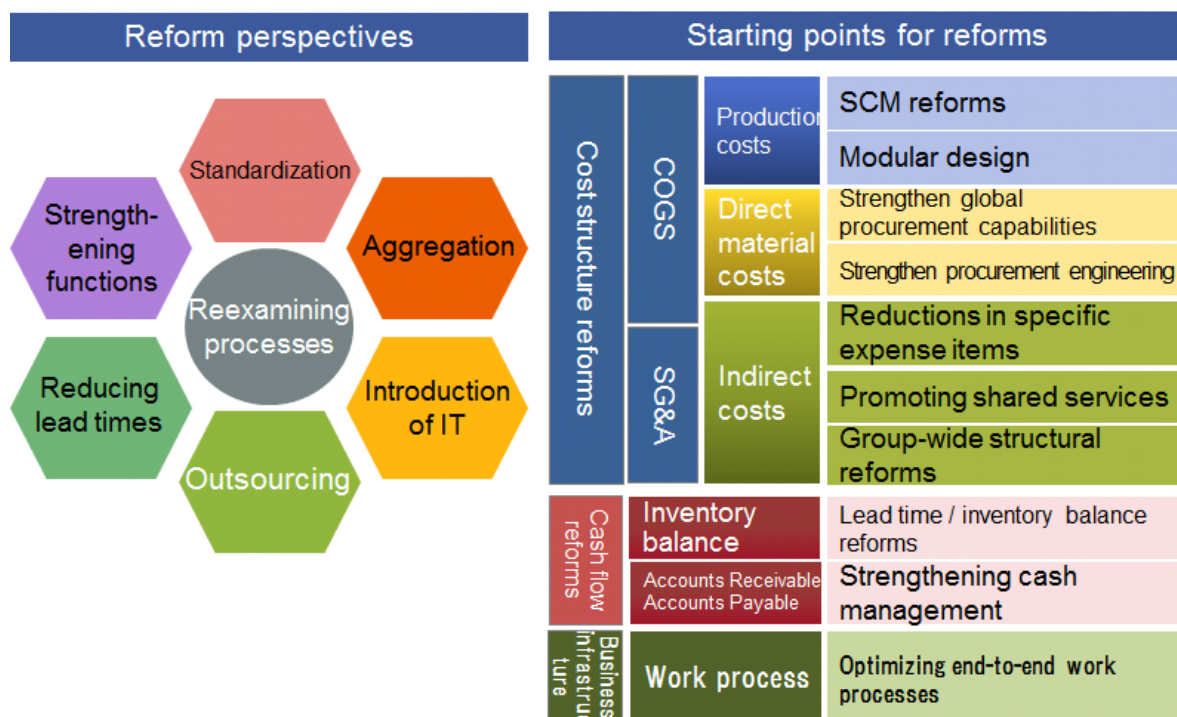 Reform perspectives
Standardization
Strength-
ening
functions
Aggregation
Reexamining
processes
Reducing
lead times
Introduction
of IT
Outsourcing
Starting points for reforms
Cost structure reforms
COGS
Production
costs
SCM reforms
Modular design
Direct
material
costs
Strengthen global
procurement capabilities
Strengthen procurement engineering
SG&A
Indirect
costs
Reductions in specific
expense items
Promoting shared services
Group-wide structural
reforms
Cash flow
reforms
Inventory
balance
Lead time / inventory balance
reforms
Accounts Receivable
Accounts Payable
Strengthening cash
management
Business
infrastruc
ture
Work process
Optimizing end-to-end work
processes